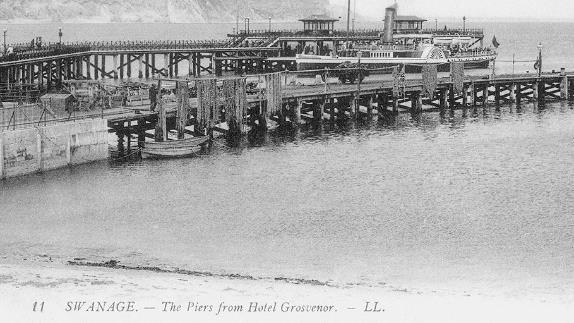 11 SWANAGE. — The Piers from Hotel Grosvenor. — LL.